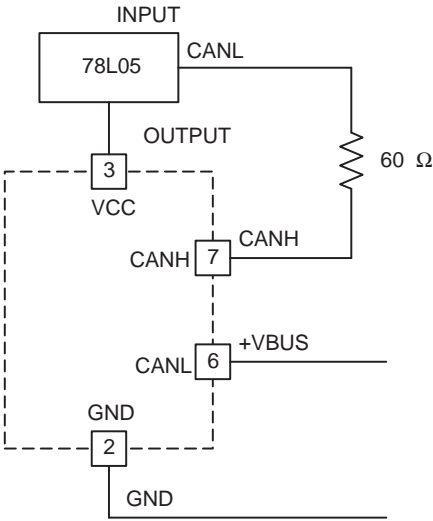 INPUT
78L05
CANL
OUTPUT
3
VCC
60 Ω
CANH
CANH
7
+VBUS
CANL
6
GND
2
GND